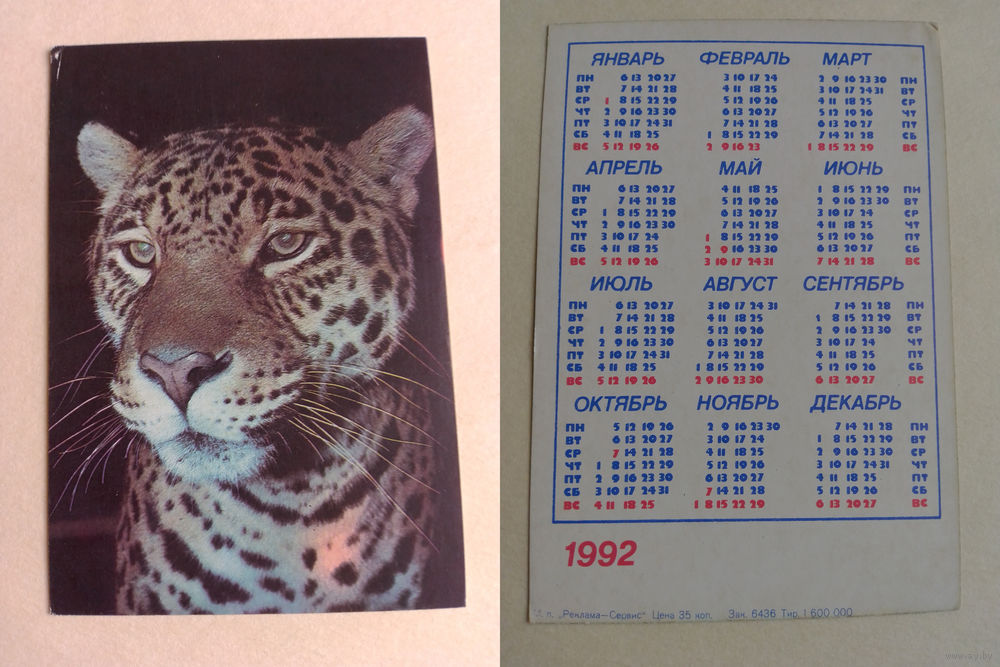 ЯНВАРЬ ФЕВРАЛЬ МАРТ
ПН 6 13 20 27 3 10 17 24 2 9 16 23 30 ПН
ВТ 7 14 21 28 4 11 18 25 3 10 17 24 31 ВТ
СР 1 8 15 22 29 5 12 19 26 4 11 18 25 СР
ЧТ 2 9 16 23 30 6 13 20 27 5 12 19 26 ЧТ
ПТ 3 10 17 24 31 7 14 21 28 6 13 20 27 ПТ
СБ 4 11 18 25 1 8 15 22 29 7 14 21 28 СБ
ВС 5 12 19 26 2 9 16 23 1 8 15 22 29 ВС
АПРЕЛЬ МАЙ ИЮНЬ
ПН 6 13 20 27 4 11 18 25 1 8 15 22 29 ПН
ВТ 7 14 21 28 5 12 19 26 2 9 16 23 30 ВТ
СР 1 8 15 22 29 6 13 20 27 3 10 17 24 СР
ЧТ 2 9 16 23 30 7 14 21 28 4 11 18 25 ЧТ
ПТ 3 10 17 24 1 8 15 22 29 5 12 19 26 ПТ
СБ 4 11 18 25 2 9 16 23 30 6 13 20 27 СБ
ВС 5 12 19 26 3 10 17 24 31 7 14 21 28 ВС
ИЮЛЬ АВГУСТ СЕНТЯБРЬ
ПН 6 13 20 27 3 10 17 24 31 7 14 21 28 ПН
ВТ 7 14 21 28 4 11 18 25 1 8 15 22 29 ВТ
СР 1 8 15 22 29 5 12 19 26 2 9 16 23 30 СР
ЧТ 2 9 16 23 30 6 13 20 27 3 10 17 24 ЧТ
ПТ 3 10 17 24 31 7 14 21 28 4 11 18 25 ПТ
СБ 4 11 18 25 1 8 15 22 29 5 12 19 26 СБ
ВС 5 12 19 26 2 9 16 23 30 6 13 20 27 ВС
ОКТЯБРЬ НОЯБРЬ ДЕКАБРЬ
ПН 5 12 19 26 2 9 16 23 30 7 14 21 28 ПН
ВТ 6 13 20 27 3 10 17 24 1 8 15 22 29 ВТ
СР 7 14 21 28 4 11 18 25 2 9 16 23 30 СР
ЧТ 1 8 15 22 29 5 12 19 26 3 10 17 24 31 ЧТ
ПТ 2 9 16 23 30 6 13 20 27 4 11 18 25 ПТ
СБ 3 10 17 24 31 7 14 21 28 5 12 19 26 СБ
ВС 4 11 18 25 1 8 15 22 29 6 13 20 27 ВС
1992
п. „Реклама—Сервис" Цена 35 коп. Зак. 6436 Тир. 1 600 000
www.ay.by